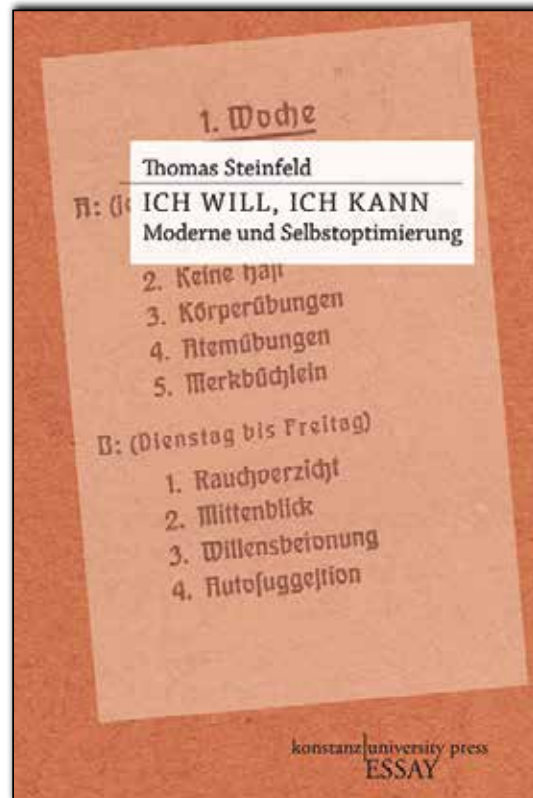 1. Woche
Thomas Steinfeld
A: (j
ICH WILL, ICH KANN
Moderne und Selbstoptimierung
2. Keine Haſt
3. Körperübungen
4. Atemübungen
5. Merkbüchlein
B: (Dienstag bis Freitag)
1. Rauchverzicht
2. Mittenblick
3. Willensbetonung
4. Autoſuggeſtion
konstanz university press
ESSAY